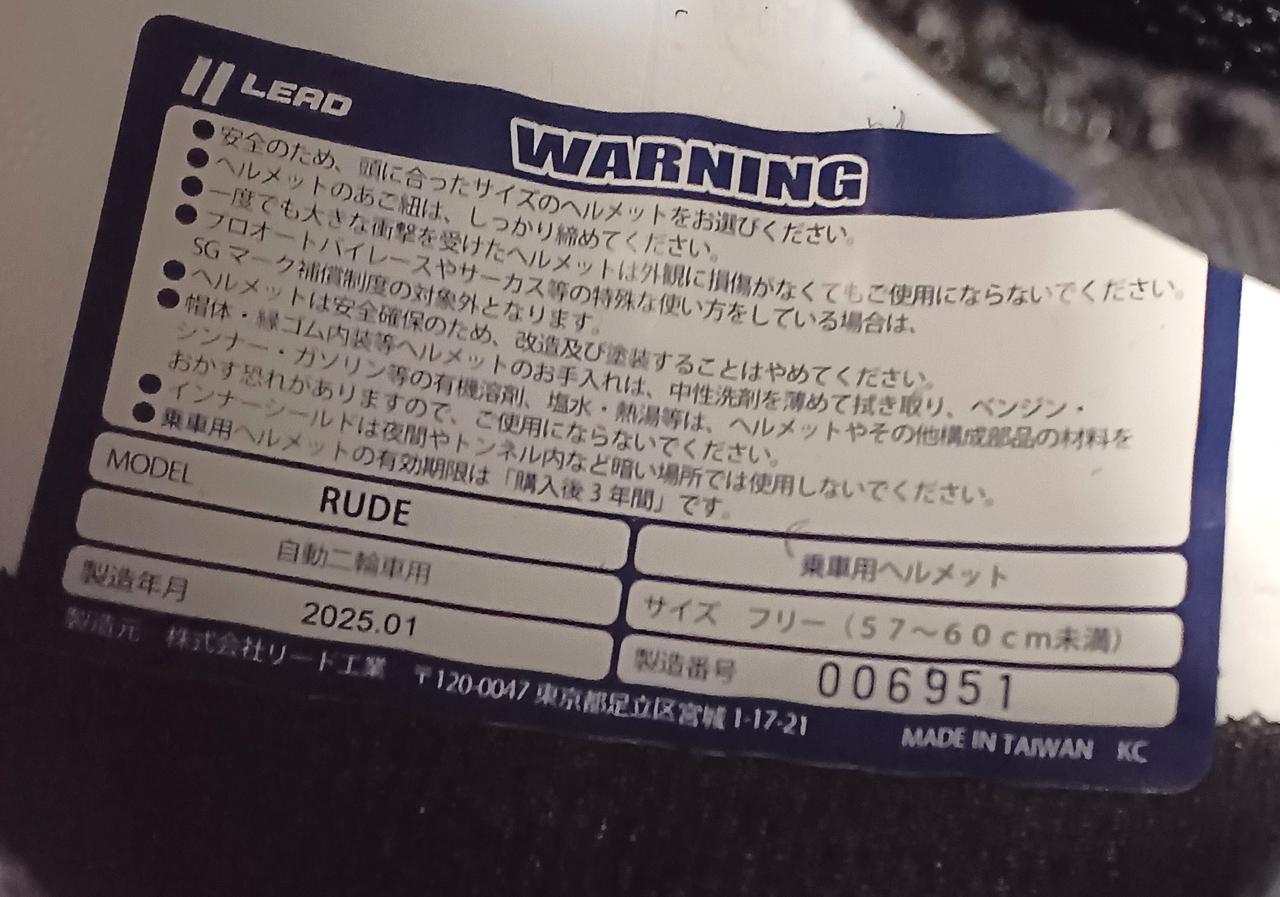 LEAD
WARNING
●安全のため、頭に合ったサイズのヘルメットをお選びください。
●ヘルメットのあご紐は、しっかり締めてください。
●一度でも大きな衝撃を受けたヘルメットは外観に損傷がなくてもご使用にならないでください。
●プロオートバイレースやサーカス等の特殊な使い方をしている場合は、
SGマーク補償制度の対象外となります。
●ヘルメットは安全確保のため、改造及び塗装することはやめてください。
●帽体・縁ゴム内装等ヘルメットのお手入れは、中性洗剤を薄めて拭き取り、ベンジン・
シンナー・ガソリン等の有機溶剤、塩水・熱湯等は、ヘルメットやその他構成部品の材料を
おかす恐れがありますので、ご使用にならないでください。
●インナーシールドは夜間やトンネル内など暗い場所では使用しないでください。
●乗車用ヘルメットの有効期限は「購入後3年間」です。
MODEL RUDE
乗車用ヘルメット
自動二輪車用
サイズ フリー(57～60cm未満)
製造年月 2025.01
製造番号 006951
製造元 株式会社リード工業 〒120-0047 東京都足立区宮城 1-17-21
MADE IN TAIWAN KC